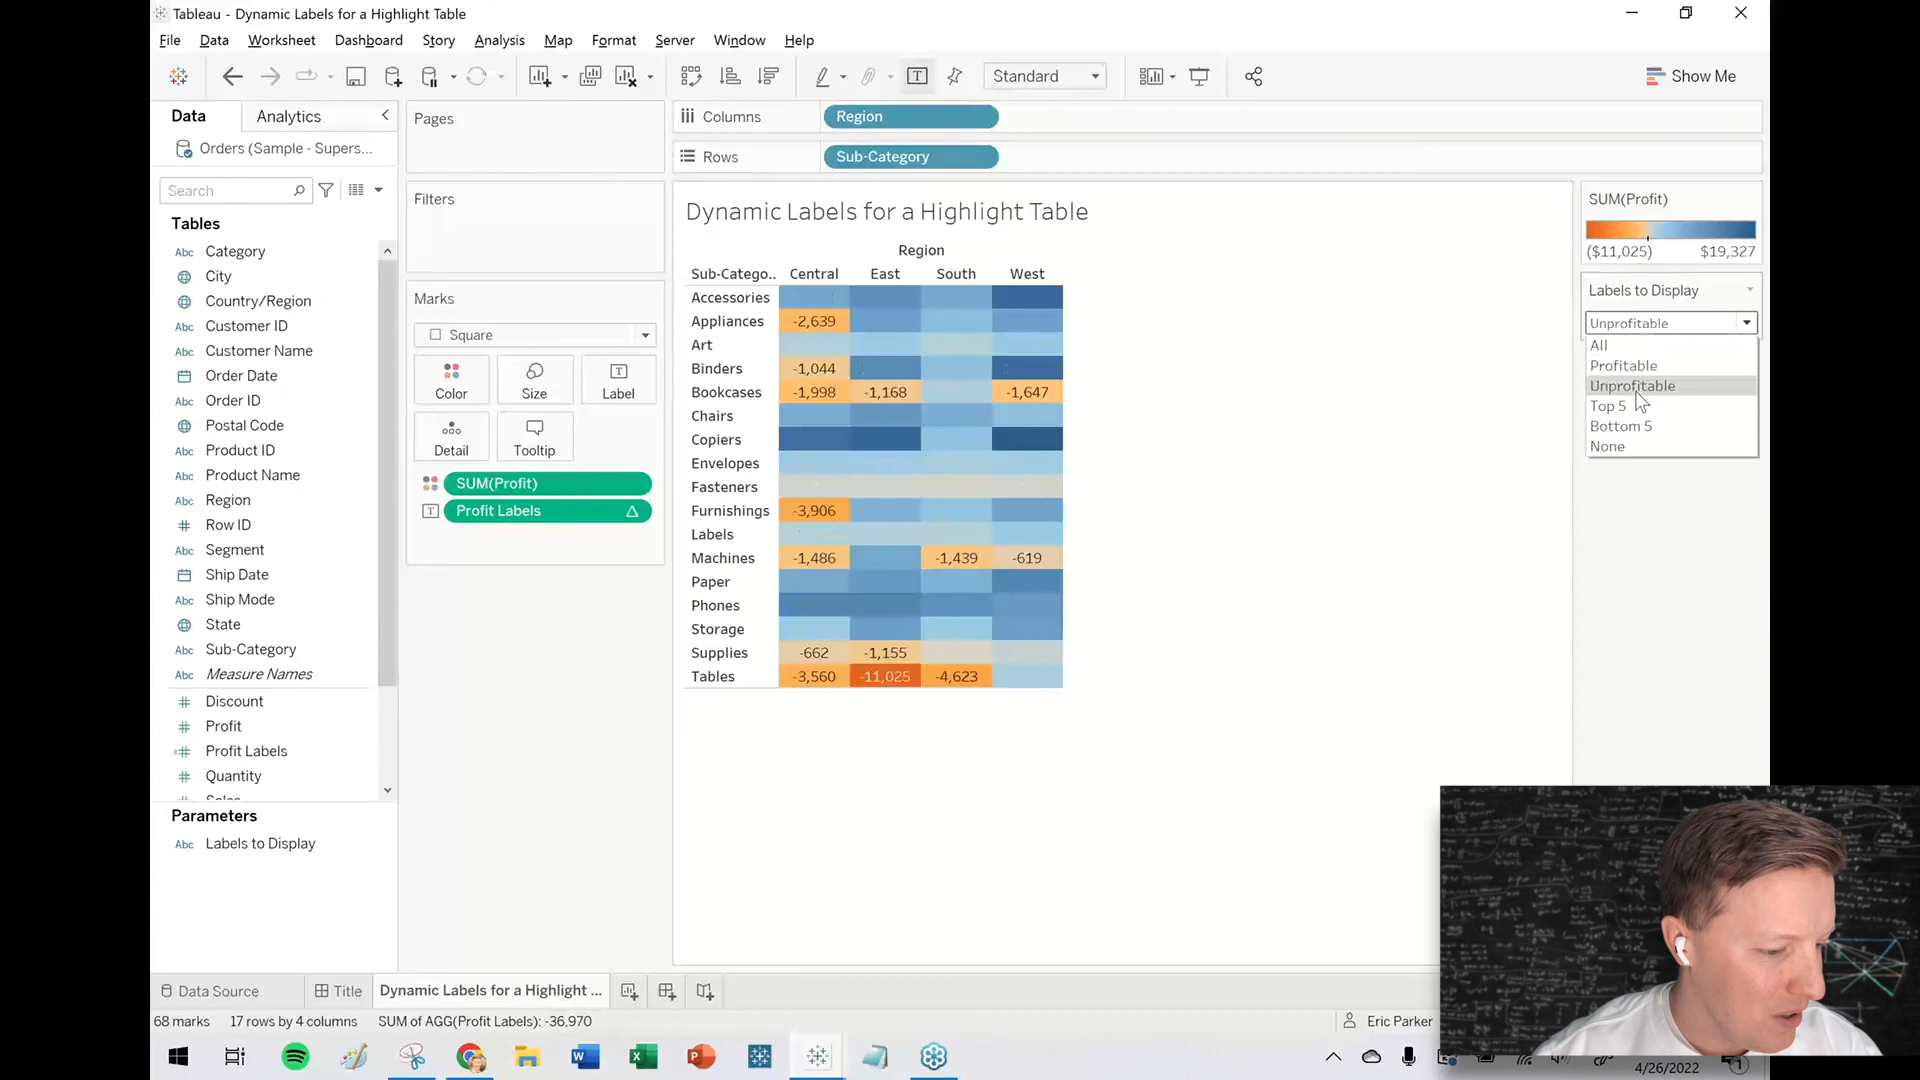 Tableau - Dynamic Labels for a Highlight Table
File Data Worksheet Dashboard Story Analysis Map Format Server Window Help
Standard
Show Me
Data Analytics
Orders (Sample - Supers...
Search
Tables
Category
City
Country/Region
Customer ID
Customer Name
Order Date
Order ID
Postal Code
Product ID
Product Name
Region
Row ID
Segment
Ship Date
Ship Mode
State
Sub-Category
Measure Names
Discount
Profit
Profit Labels
Quantity
Parameters
Labels to Display
Pages
Filters
Marks
Square
Color Size Label
Detail Tooltip
SUM(Profit)
Profit Labels
Columns Region
Rows Sub-Category
Dynamic Labels for a Highlight Table
Region
Sub-Catego.. Central East South West
Accessories
Appliances -2,639
Art
Binders -1,044
Bookcases -1,998 -1,168 -1,647
Chairs
Copiers
Envelopes
Fasteners
Furnishings -3,906
Labels
Machines -1,486 -1,439 -619
Paper
Phones
Storage
Supplies -662 -1,155
Tables -3,560 -11,025 -4,623
SUM(Profit)
($11,025) $19,327
Labels to Display
Unprofitable
All
Profitable
Unprofitable
Top 5
Bottom 5
None
Data Source Title Dynamic Labels for a Highlight ...
68 marks 17 rows by 4 columns SUM of AGG(Profit Labels): -36,970
Eric Parker
4/26/2022